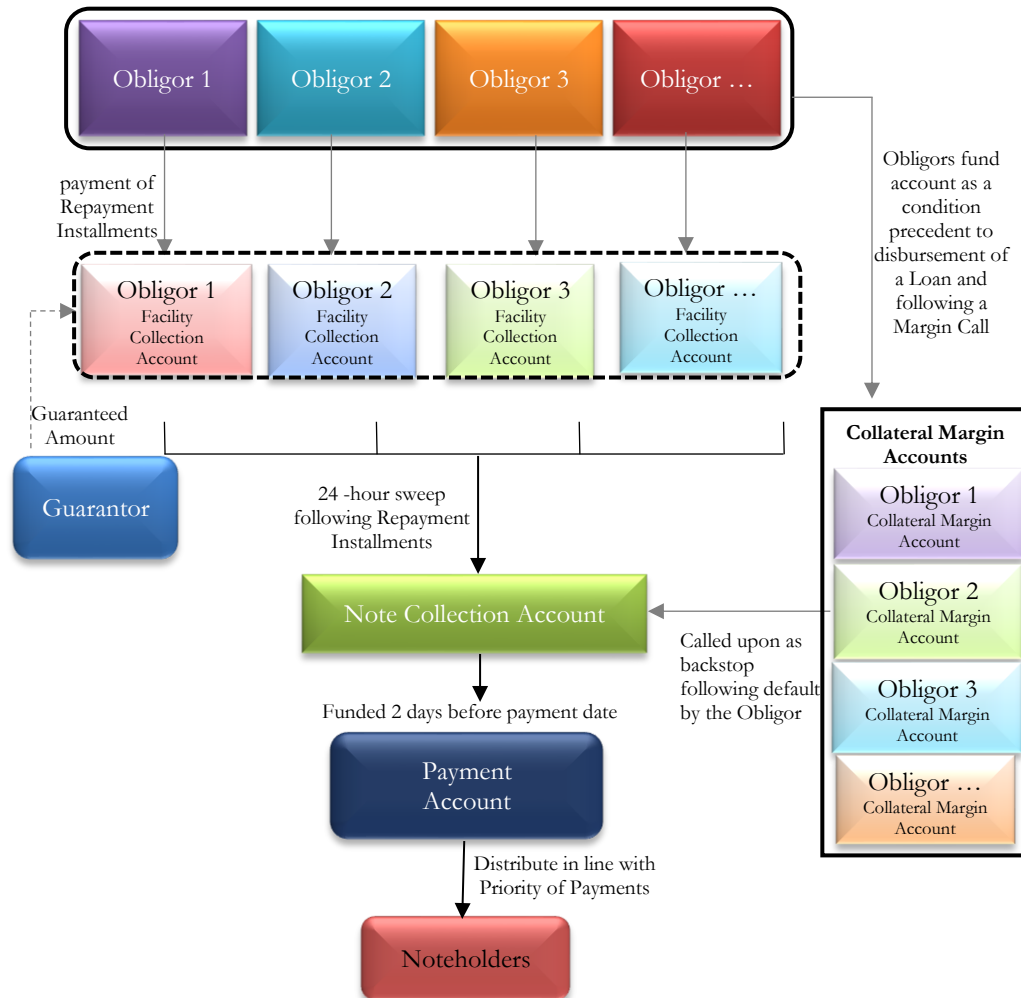 Obligor 1
Obligor 2
Obligor 3
Obligor …
payment of
Repayment
Installments
Obligors fund
account as a
condition
precedent to
disbursement of
a Loan and
following a
Margin Call
Obligor 1
Facility
Collection
Account
Obligor 2
Facility
Collection
Account
Obligor 3
Facility
Collection
Account
Obligor …
Facility
Collection
Account
Guaranteed
Amount
Guarantor
24 -hour sweep
following Repayment
Installments
Collateral Margin
Accounts
Obligor 1
Collateral Margin
Account
Obligor 2
Collateral Margin
Account
Obligor 3
Collateral Margin
Account
Obligor …
Collateral Margin
Account
Note Collection Account
Called upon as
backstop
following default
by the Obligor
Funded 2 days before payment date
Payment
Account
Distribute in line with
Priority of Payments
Noteholders